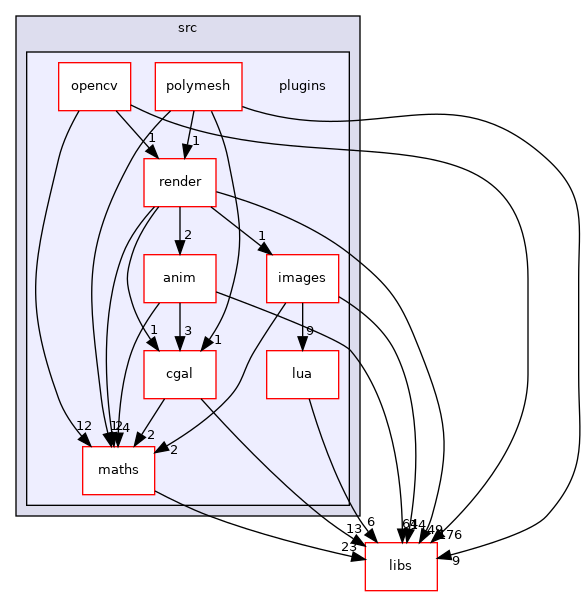 src
opencv
polymesh
plugins
1
1
render
2
1
anim
images
1
3
1
9
cgal
lua
12
2
2
maths
6
13
23
9
libs